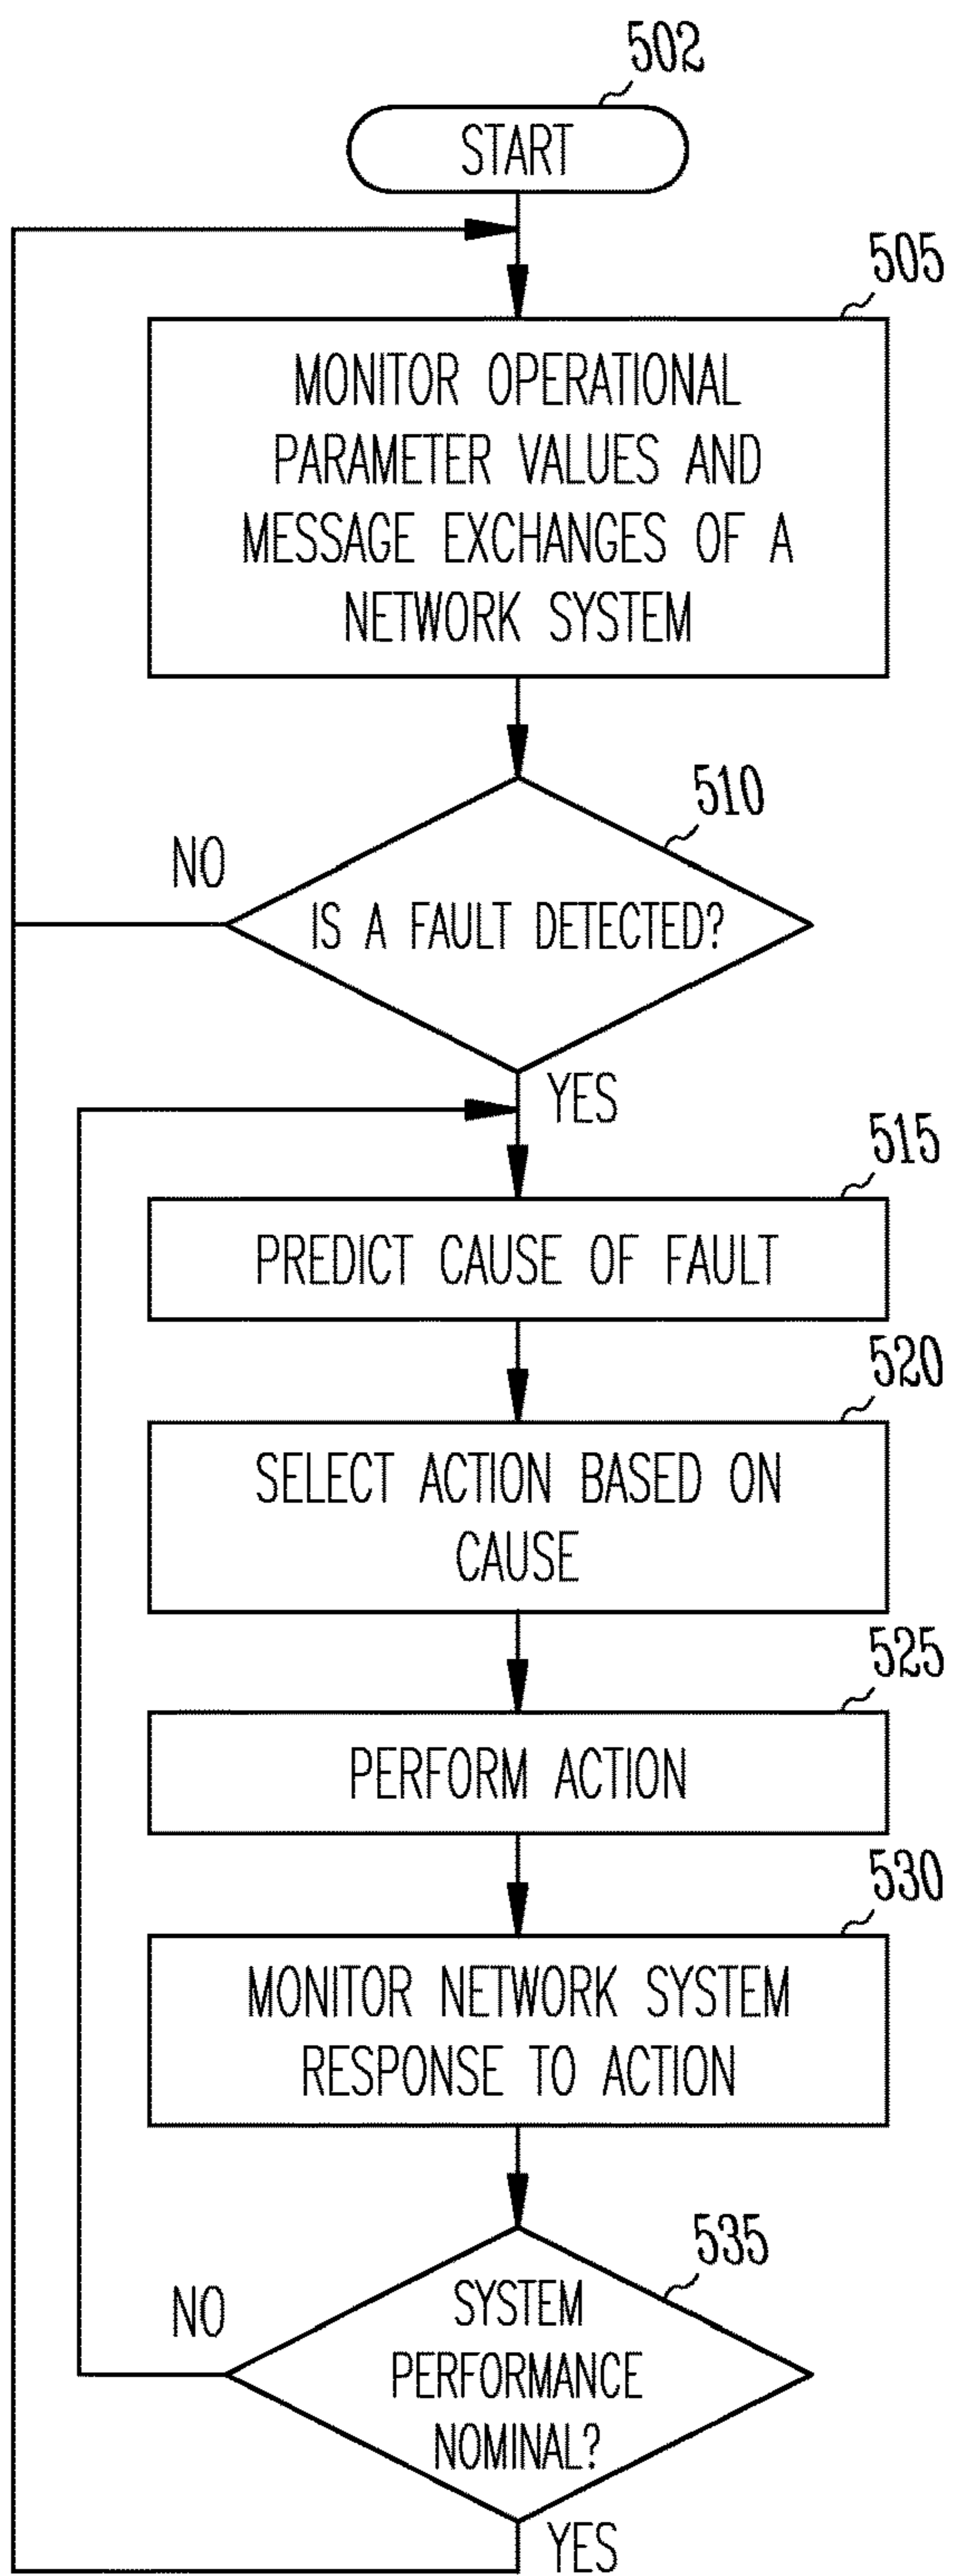 502
START
505
MONITOR OPERATIONAL
PARAMETER VALUES AND
MESSAGE EXCHANGES OF A
NETWORK SYSTEM
510
NO
IS A FAULT DETECTED?
YES
515
PREDICT CAUSE OF FAULT
520
SELECT ACTION BASED ON
CAUSE
525
PERFORM ACTION
530
MONITOR NETWORK SYSTEM
RESPONSE TO ACTION
535
NO
SYSTEM
PERFORMANCE
NOMINAL?
YES